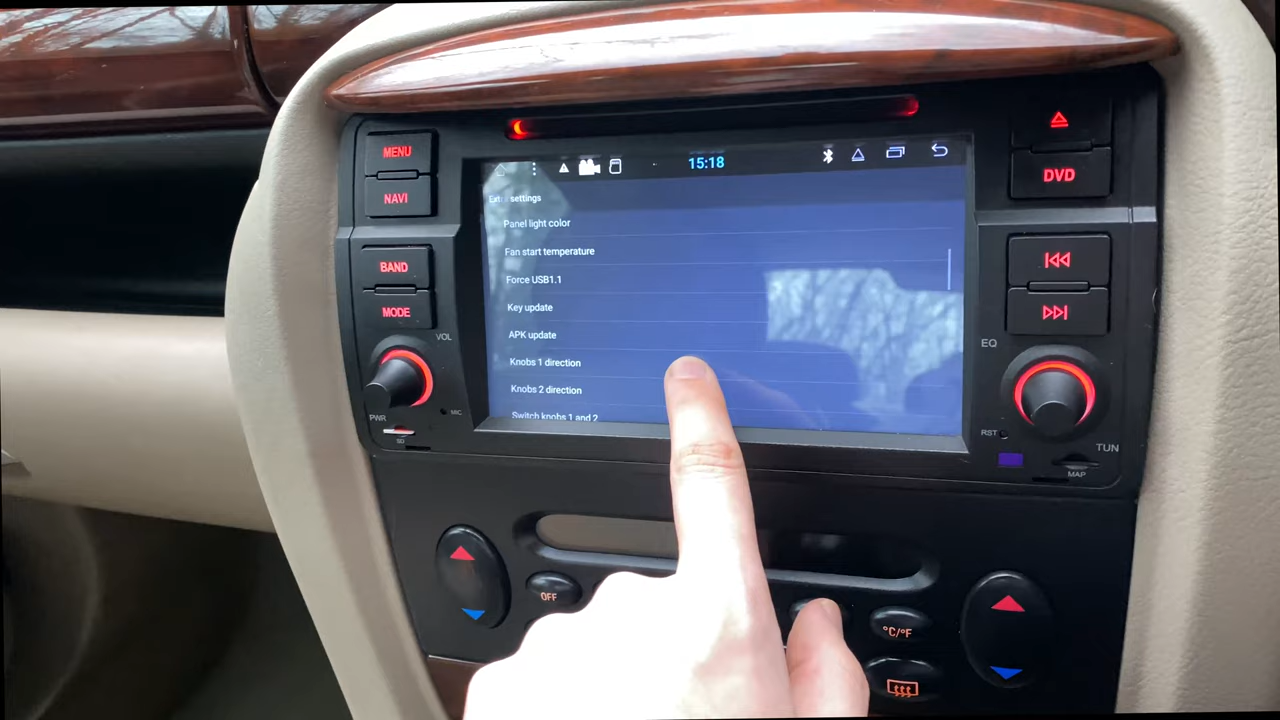 MENU
NAVI
BAND
MODE
VOL
PWR
MIC
SD
15:18
Extra settings
Panel light color
Fan start temperature
Force USB1.1
Key update
APK update
Knobs 1 direction
Knobs 2 direction
Switch knobs 1 and 2
DVD
EQ
RST
TUN
MAP
OFF
°C/°F